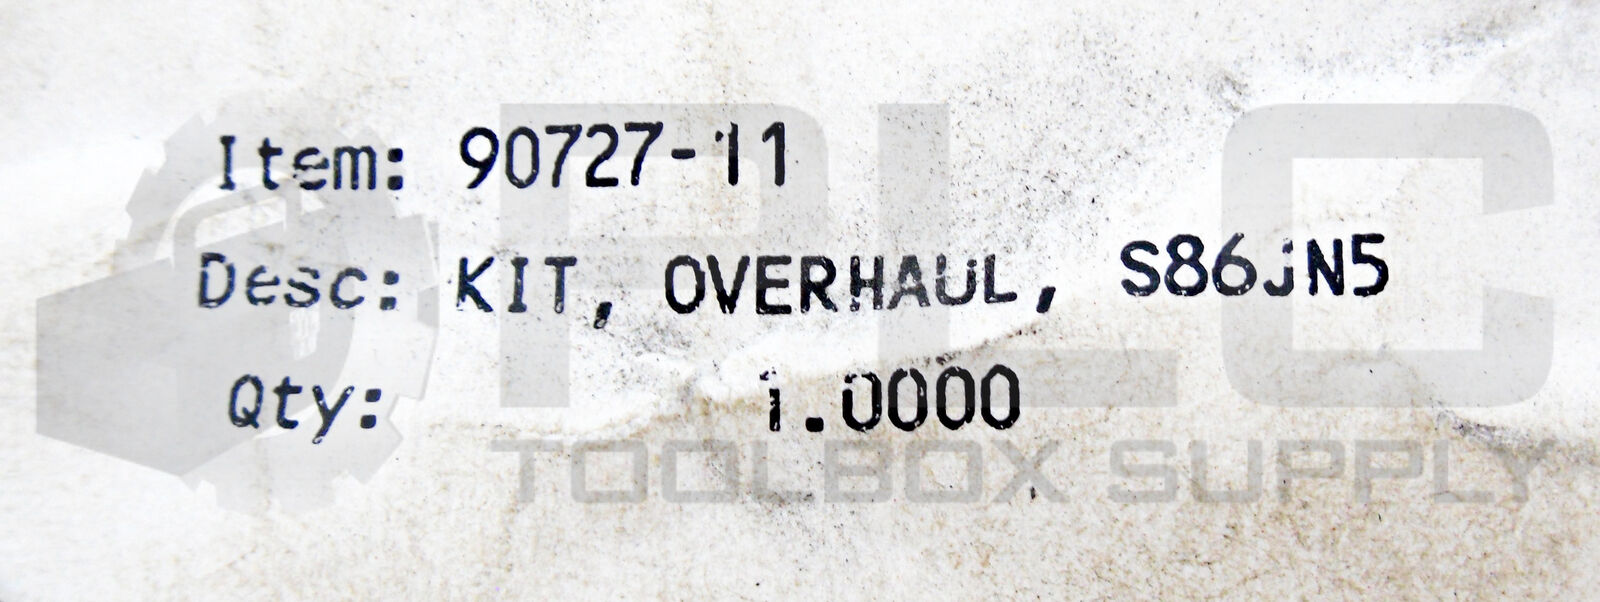 Item: 90727-11
Desc: KIT, OVERHAUL, S86JN5
Qty: 1.0000
PLC
TOOLBOX SUPPLY